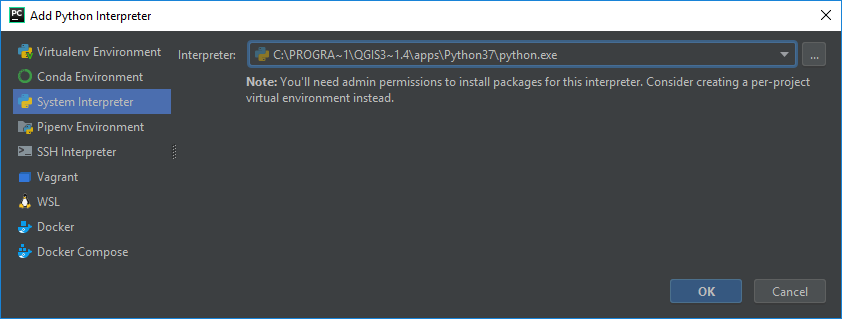 PC
Add Python Interpreter
Virtualenv Environment
Conda Environment
System Interpreter
Pipenv Environment
SSH Interpreter
Vagrant
WSL
Docker
Docker Compose
Interpreter:
C:\PROGRA~1\QGIS3~1.4\apps\Python37\python.exe
...
Note: You'll need admin permissions to install packages for this interpreter. Consider creating a per-project
virtual environment instead.
OK
Cancel